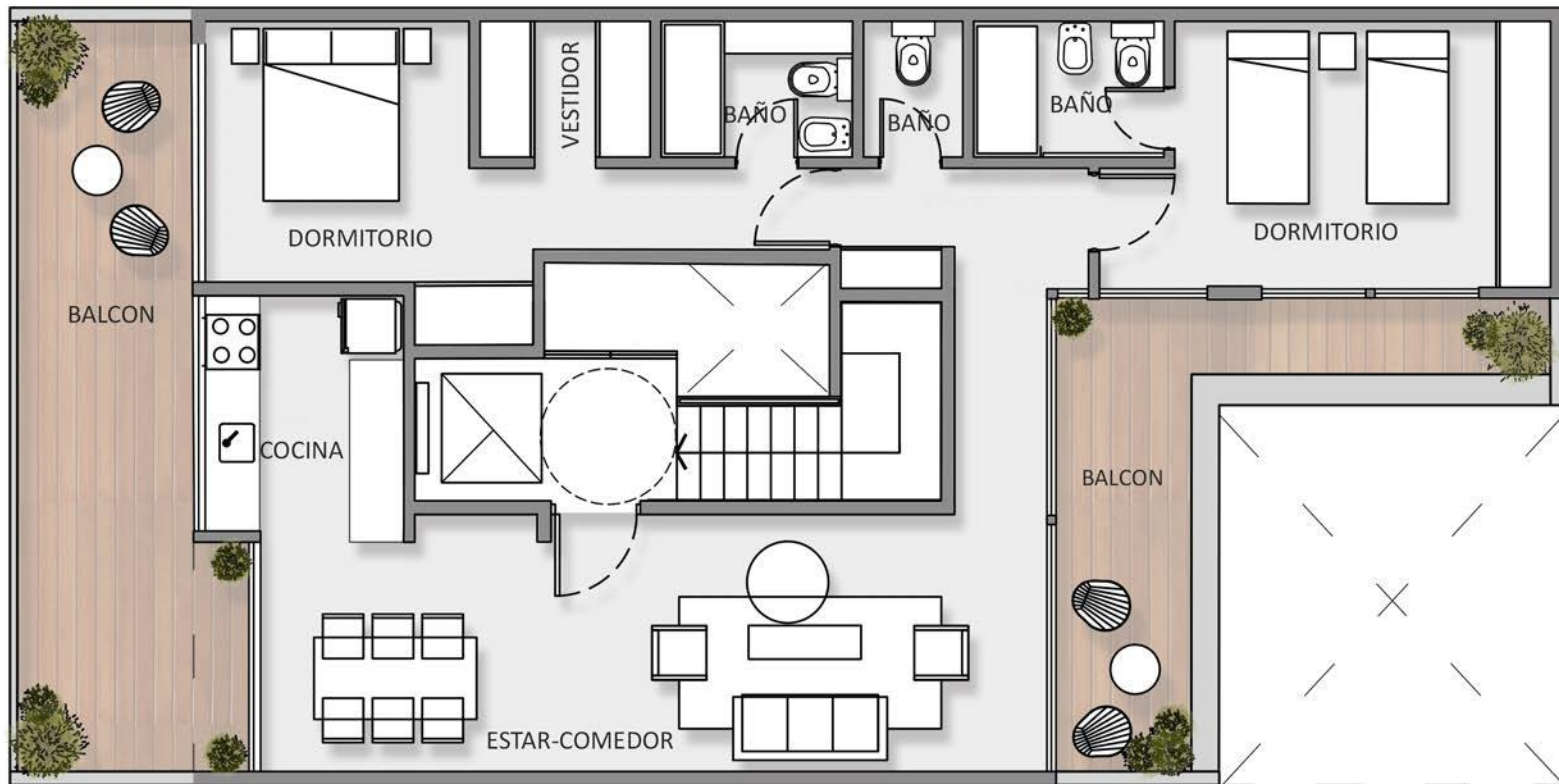 VESTIDOR
BAÑO
BAÑO
BAÑO
DORMITORIO
DORMITORIO
BALCON
COCINA
BALCON
ESTAR-COMEDOR